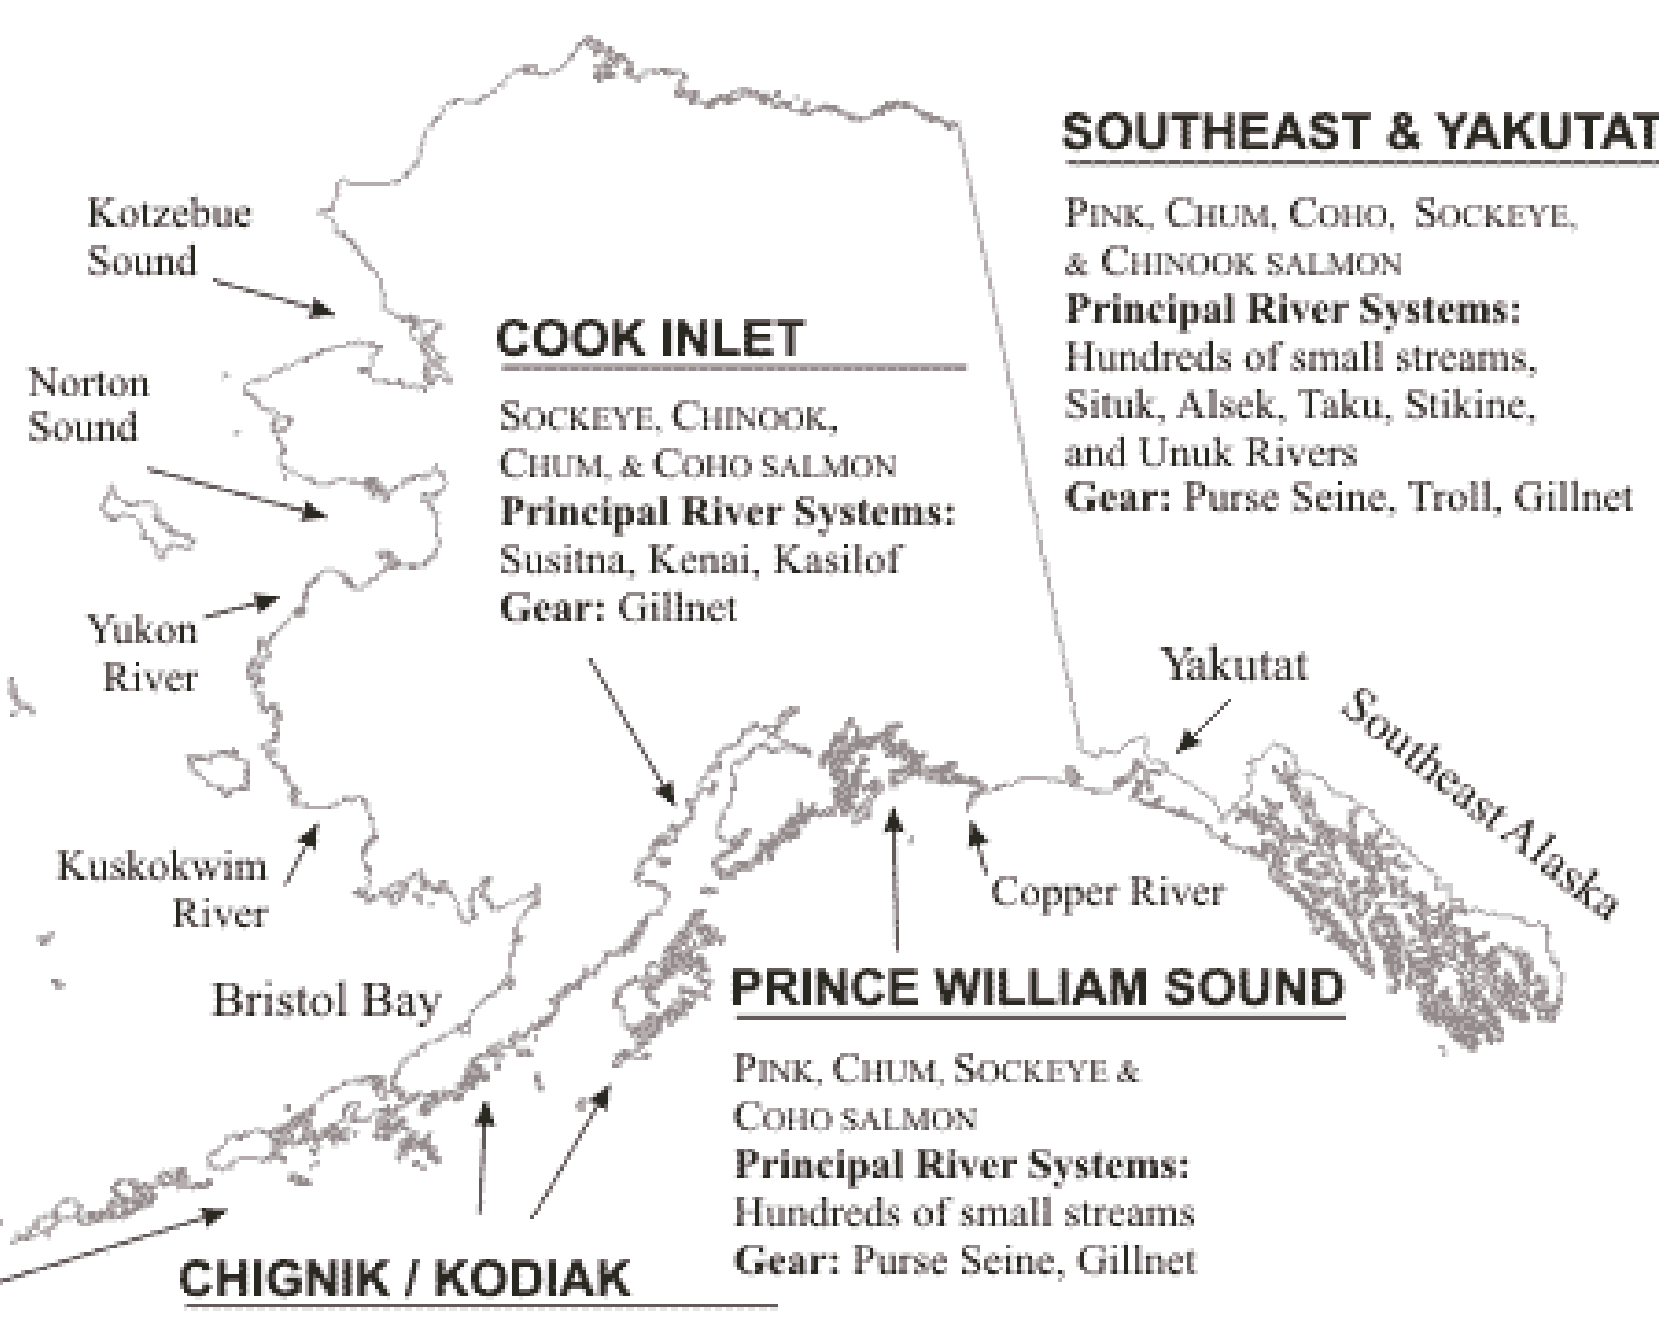 SOUTHEAST & YAKUTAT
PINK, CHUM, COHO, SOCKEYE,
& CHINOOK SALMON
Principal River Systems:
Hundreds of small streams,
Situk, Alsek, Taku, Stikine,
and Unuk Rivers
Gear: Purse Seine, Troll, Gillnet
Kotzebue
Sound
COOK INLET
SOCKEYE, CHINOOK,
CHUM, & COHO SALMON
Principal River Systems:
Susitna, Kenai, Kasilof
Gear: Gillnet
Norton
Sound
Yukon
River
Yakutat
Southeast Alaska
Kuskokwim
River
Copper River
Bristol Bay
PRINCE WILLIAM SOUND
PINK, CHUM, SOCKEYE &
COHO SALMON
Principal River Systems:
Hundreds of small streams
Gear: Purse Seine, Gillnet
CHIGNIK / KODIAK